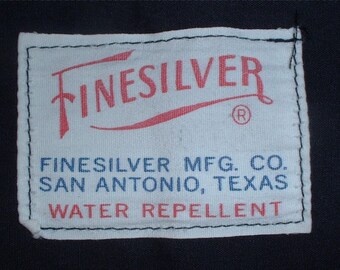 FINESILVER
®
FINESILVER MFG. CO.
SAN ANTONIO, TEXAS
WATER REPELLENT